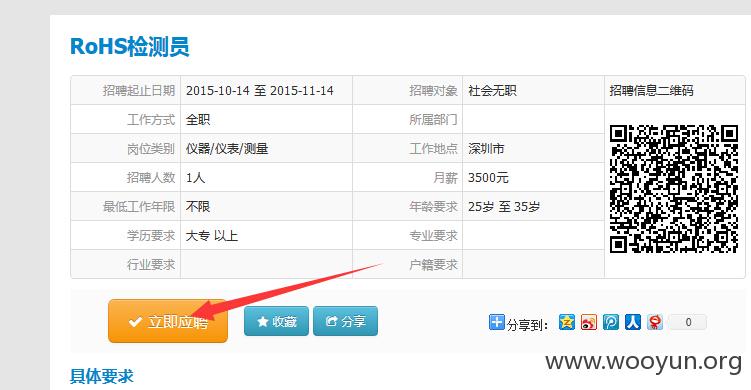 RoHS检测员
招聘起止日期 2015-10-14 至 2015-11-14 招聘对象 社会无职 招聘信息二维码
工作方式 全职 所属部门
岗位类别 仪器/仪表/测量 工作地点 深圳市
招聘人数 1人 月薪 3500元
最低工作年限 不限 年龄要求 25岁 至 35岁
学历要求 大专 以上 专业要求
行业要求 户籍要求
立即应聘 收藏 分享 分享到: 0
www.wooyun.org
具体要求